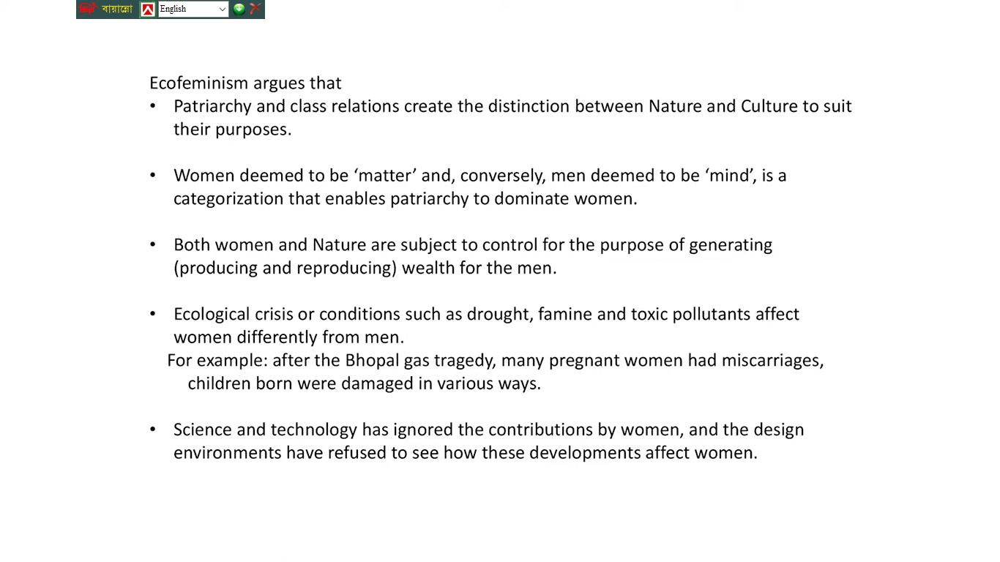 বায়ান্নো English
Ecofeminism argues that
• Patriarchy and class relations create the distinction between Nature and Culture to suit
their purposes.
• Women deemed to be ‘matter’ and, conversely, men deemed to be ‘mind’, is a
categorization that enables patriarchy to dominate women.
• Both women and Nature are subject to control for the purpose of generating
(producing and reproducing) wealth for the men.
• Ecological crisis or conditions such as drought, famine and toxic pollutants affect
women differently from men.
For example: after the Bhopal gas tragedy, many pregnant women had miscarriages,
children born were damaged in various ways.
• Science and technology has ignored the contributions by women, and the design
environments have refused to see how these developments affect women.